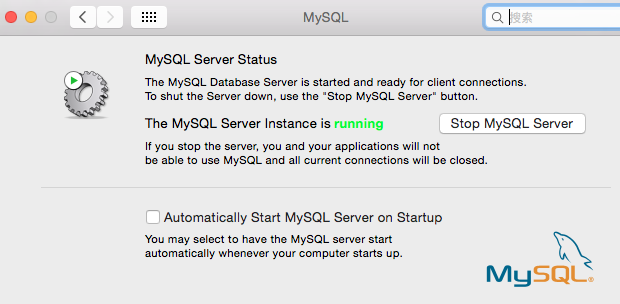 MySQL
搜索
MySQL Server Status
The MySQL Database Server is started and ready for client connections.
To shut the Server down, use the "Stop MySQL Server" button.
The MySQL Server Instance is running
Stop MySQL Server
If you stop the server, you and your applications will not
be able to use MySQL and all current connections will be closed.
Automatically Start MySQL Server on Startup
You may select to have the MySQL server start
automatically whenever your computer starts up.
MySQL®